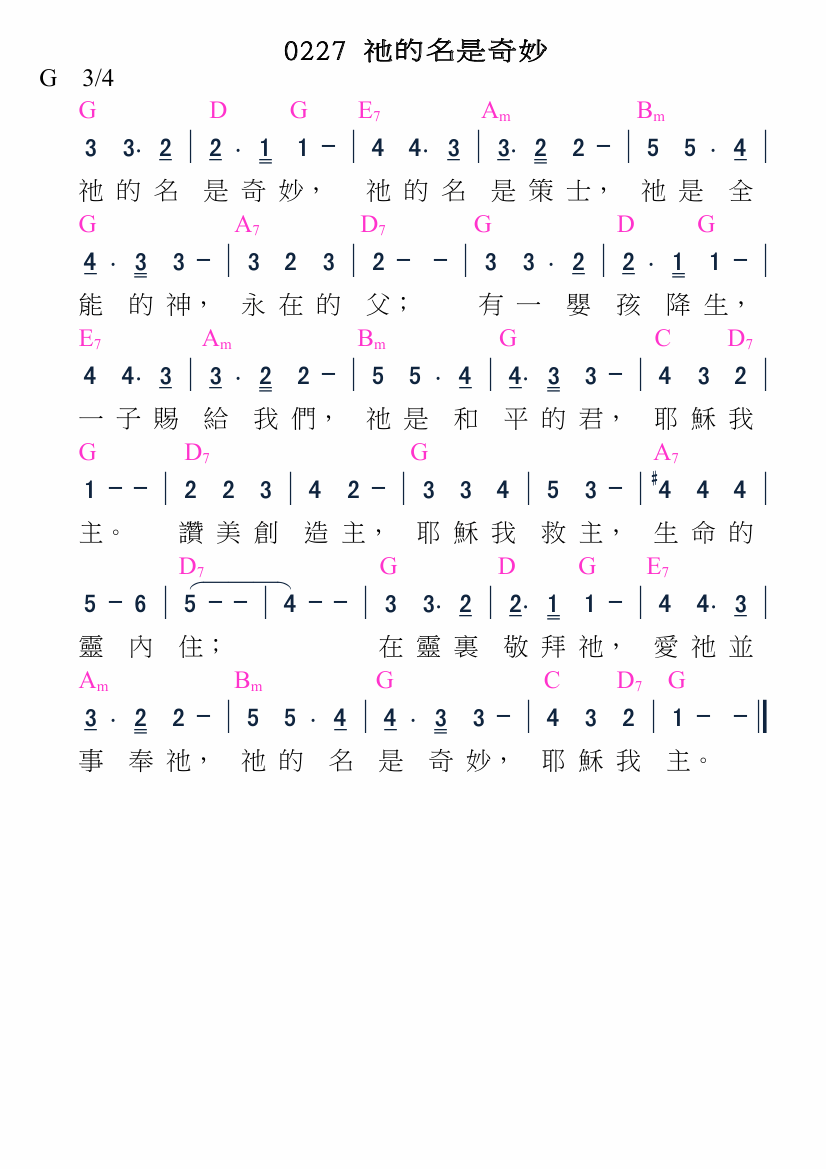 0227 祂的名是奇妙
G 3/4
G D G E7 Am Bm
3 3· 2 | 2 · 1 1 - | 4 4· 3 | 3· 2 2 - | 5 5 · 4 |
祂的名 是奇妙， 祂的名 是策士， 祂是 全
G A7 D7 G D G
4 · 3 3 - | 3 2 3 | 2 - - | 3 3 · 2 | 2 · 1 1 - |
能 的神， 永在的 父； 有一 嬰 孩 降生，
E7 Am Bm G C D7
4 4· 3 | 3 · 2 2 - | 5 5 · 4 | 4· 3 3 - | 4 3 2 |
一子賜 給 我們， 祂是 和 平的君， 耶穌我
G D7 G A7
1 - - | 2 2 3 | 4 2 - | 3 3 4 | 5 3 - | #4 4 4 |
主。 讚美創 造主， 耶穌我 救主， 生命的
D7 G D G E7
5 - 6 | 5 - - | 4 - - | 3 3· 2 | 2· 1 1 - | 4 4· 3 |
靈 內 住； 在靈裏 敬拜祂， 愛祂並
Am Bm G C D7 G
3 · 2 2 - | 5 5 · 4 | 4 · 3 3 - | 4 3 2 | 1 - - ‖
事 奉祂， 祂的 名 是 奇妙， 耶穌我 主。